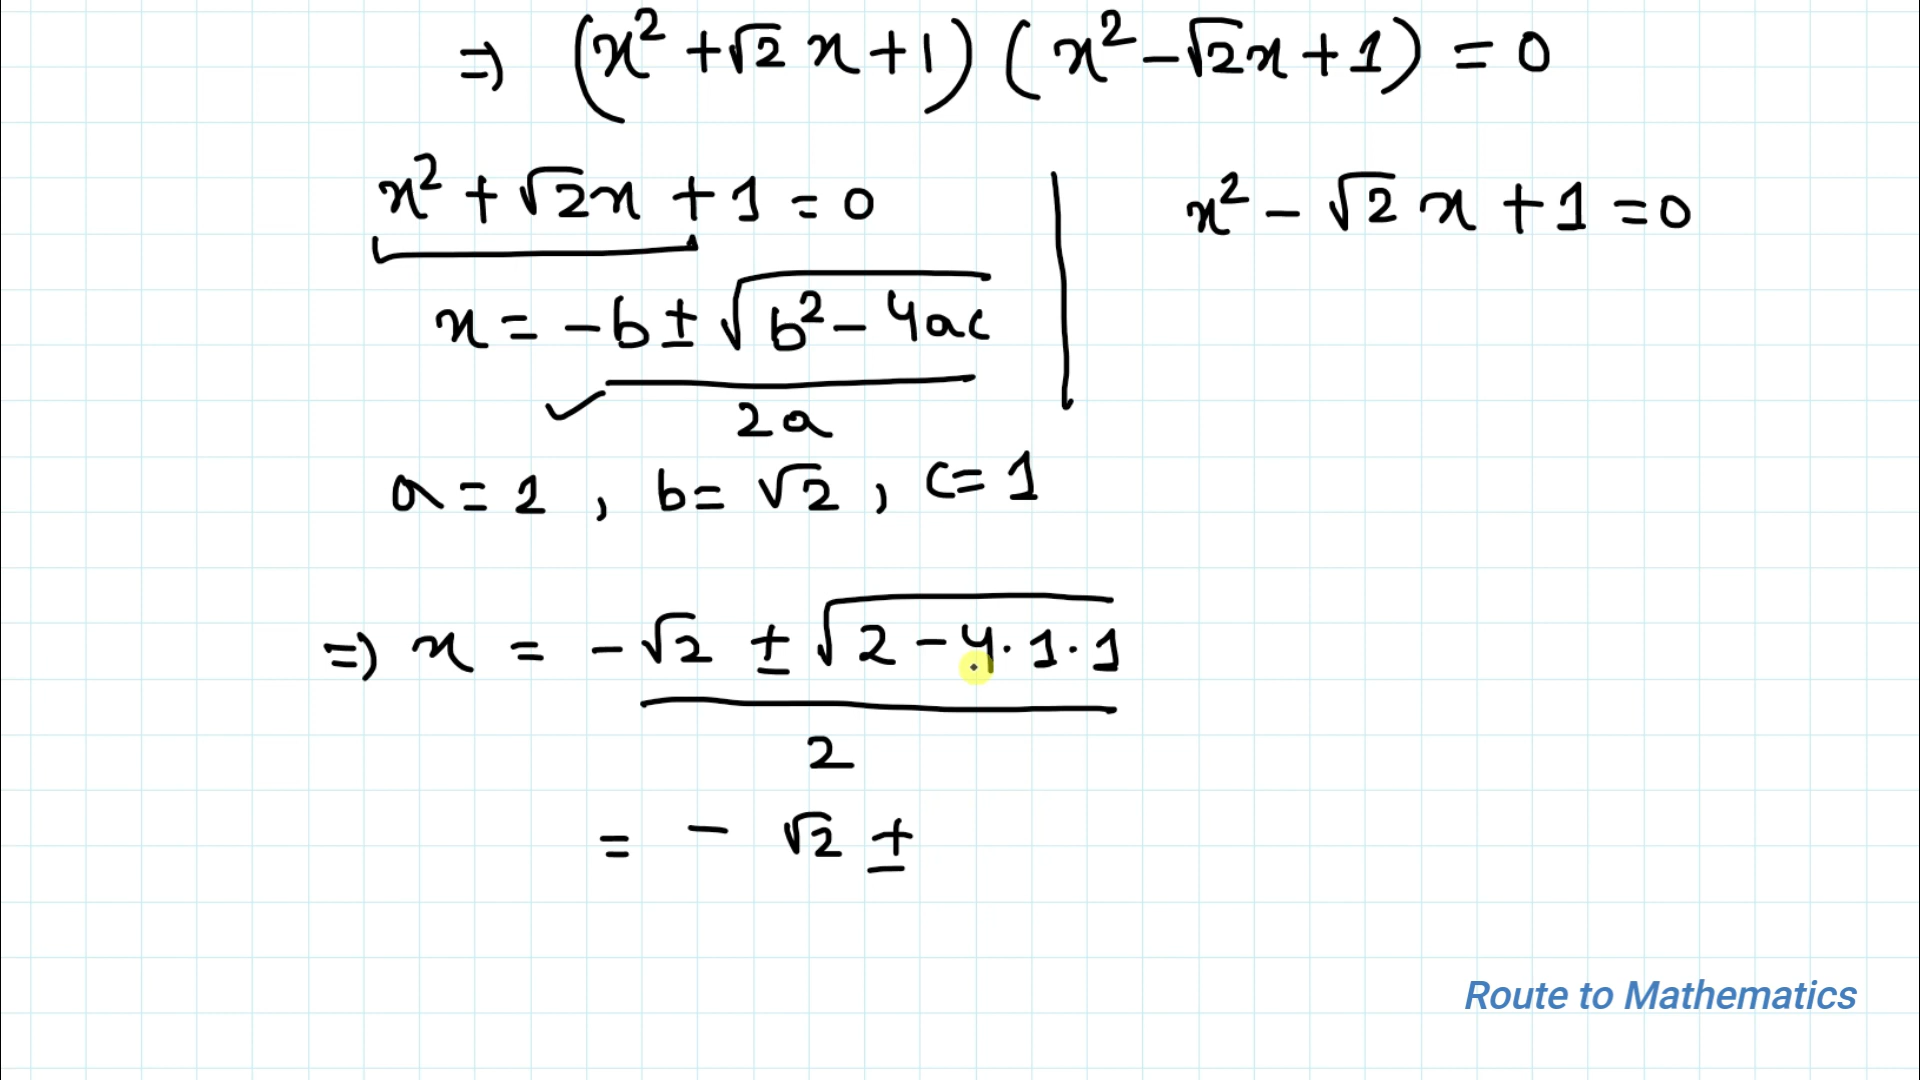 ⇒ (x² + √2 x + 1) (x² - √2x + 1) = 0
x² + √2x + 1 = 0
x² - √2 x + 1 = 0
x = -b ± √b² - 4ac
2a
a = 1 , b = √2 , c = 1
⇒ x = -√2 ± √2 - 4·1·1
2
= - √2 ±
Route to Mathematics